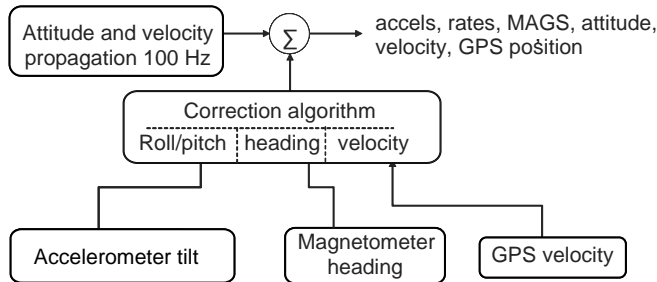 Attitude and velocity
propagation 100 Hz
Σ
accels, rates, MAGS, attitude,
velocity, GPS position
Correction algorithm
Roll/pitch heading velocity
Accelerometer tilt
Magnetometer
heading
GPS velocity